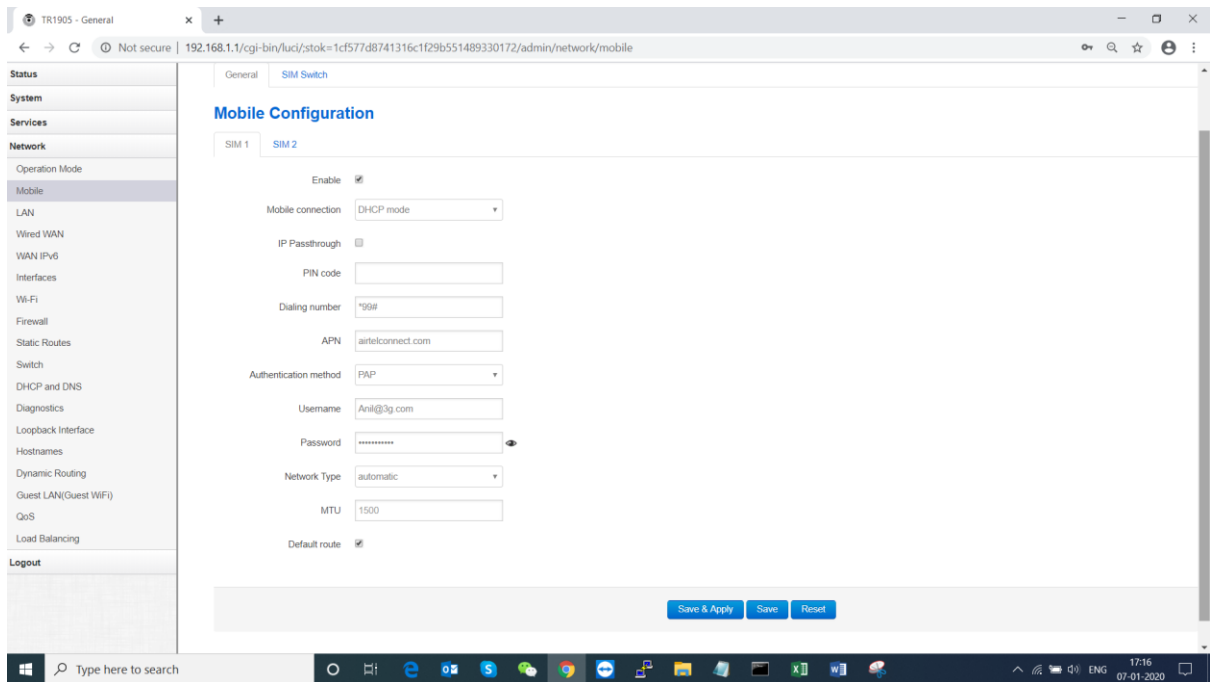 TR1905 - General
Not secure | 192.168.1.1/cgi-bin/luci/;stok=1cf577d8741316c1f29b551489330172/admin/network/mobile
Status
System
Services
Network
Operation Mode
Mobile
LAN
Wired WAN
WAN IPv6
Interfaces
Wi-Fi
Firewall
Static Routes
Switch
DHCP and DNS
Diagnostics
Loopback Interface
Hostnames
Dynamic Routing
Guest LAN(Guest WiFi)
QoS
Load Balancing
Logout
General SIM Switch
Mobile Configuration
SIM 1 SIM 2
Enable
Mobile connection DHCP mode
IP Passthrough
PIN code
Dialing number *99#
APN airtelconnect.com
Authentication method PAP
Username Anil@3g.com
Password •••••••••••
Network Type automatic
MTU 1500
Default route
Save & Apply Save Reset
Type here to search
ENG
17:16
07-01-2020